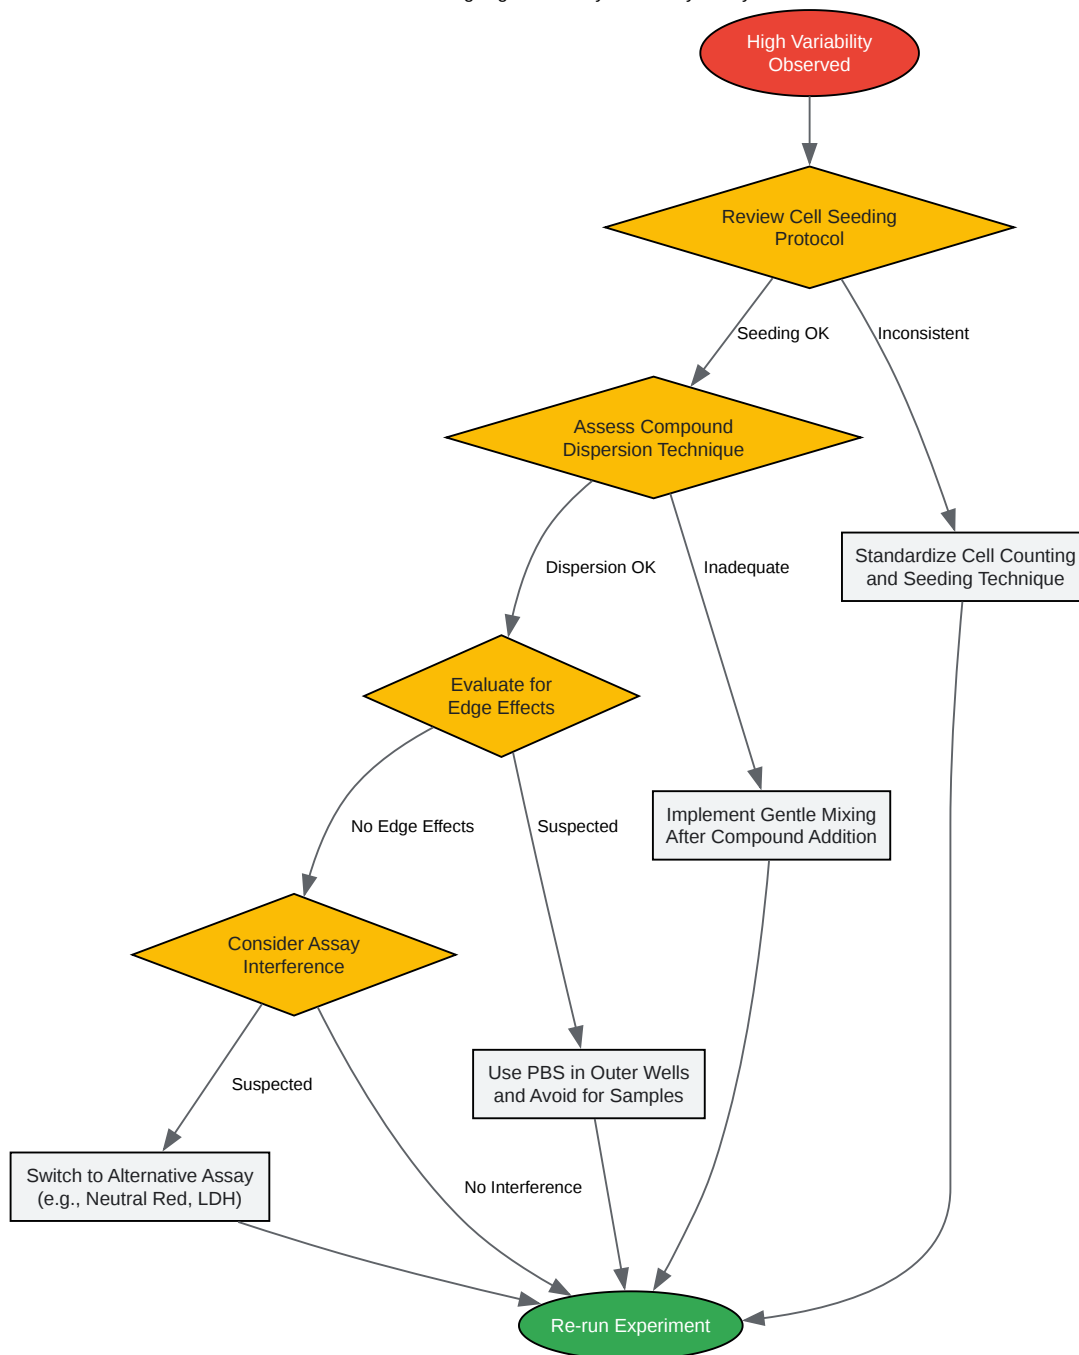 High Variability
Observed
Review Cell Seeding
Protocol
Seeding OK
Inconsistent
Assess Compound
Dispersion Technique
Standardize Cell Counting
and Seeding Technique
Dispersion OK
Inadequate
Evaluate for
Edge Effects
Implement Gentle Mixing
After Compound Addition
No Edge Effects
Suspected
Consider Assay
Interference
Use PBS in Outer Wells
and Avoid for Samples
Suspected
Switch to Alternative Assay
(e.g., Neutral Red, LDH)
No Interference
Re-run Experiment